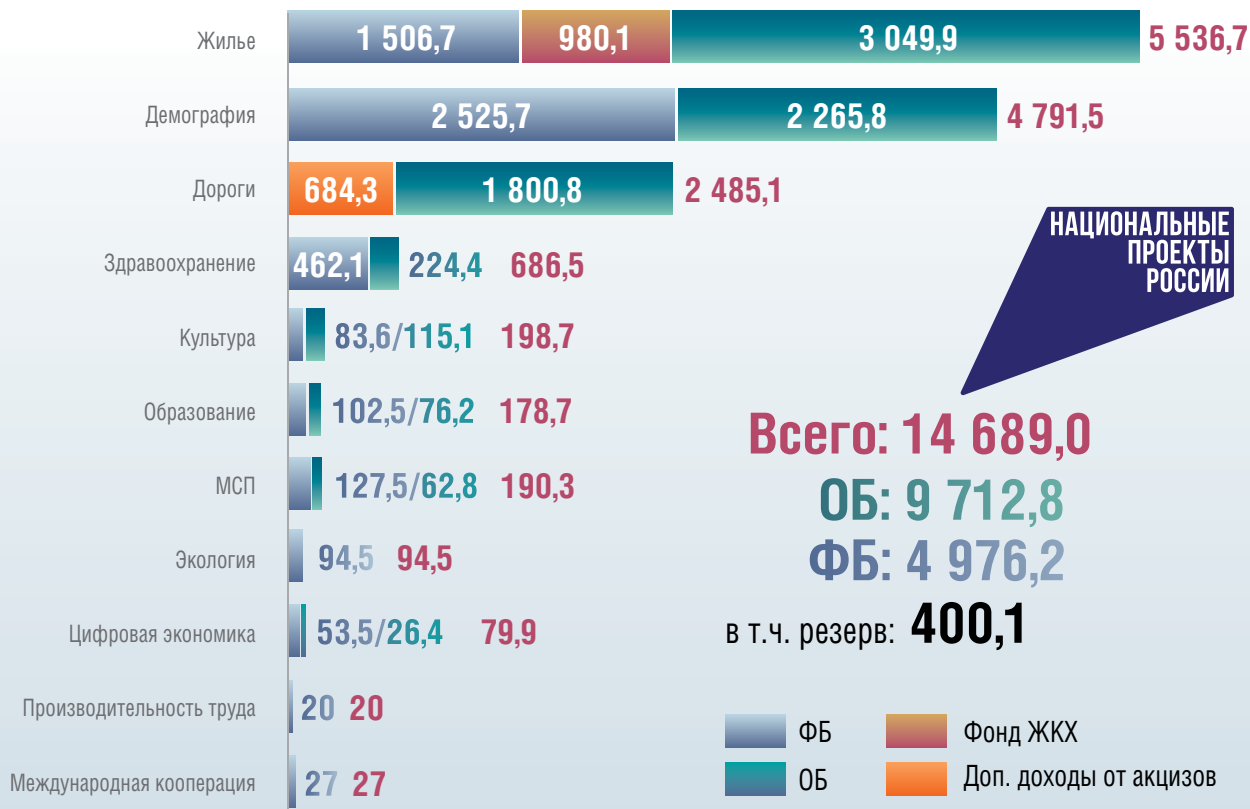 Жилье 1 506,7 980,1 3 049,9 5 536,7
Демография 2 525,7 2 265,8 4 791,5
Дороги 684,3 1 800,8 2 485,1
Здравоохранение 462,1 224,4 686,5
Культура 83,6/115,1 198,7
Образование 102,5/76,2 178,7
МСП 127,5/62,8 190,3
Экология 94,5 94,5
Цифровая экономика 53,5/26,4 79,9
Производительность труда 20 20
Международная кооперация 27 27
НАЦИОНАЛЬНЫЕ
ПРОЕКТЫ
РОССИИ
Всего: 14 689,0
ОБ: 9 712,8
ФБ: 4 976,2
в т.ч. резерв: 400,1
ФБ
Фонд ЖКХ
ОБ
Доп. доходы от акцизов